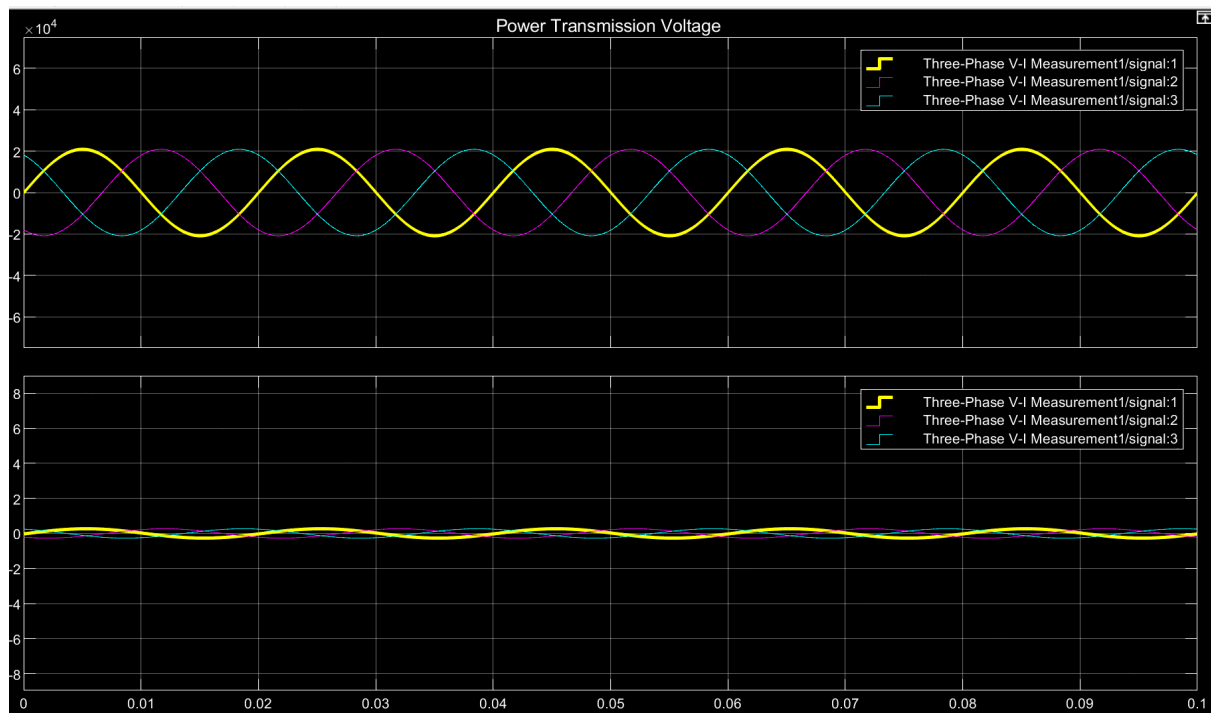 Power Transmission Voltage
×10⁴
Three-Phase V-I Measurement1/signal:1
Three-Phase V-I Measurement1/signal:2
Three-Phase V-I Measurement1/signal:3
6
4
2
0
-2
-4
-6
Three-Phase V-I Measurement1/signal:1
Three-Phase V-I Measurement1/signal:2
Three-Phase V-I Measurement1/signal:3
8
6
4
2
0
-2
-4
-6
-8
0 0.01 0.02 0.03 0.04 0.05 0.06 0.07 0.08 0.09 0.1